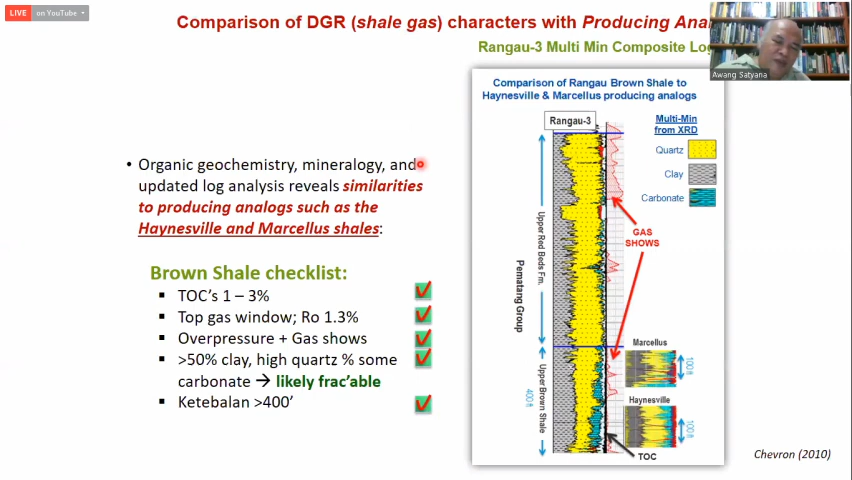 LIVE on YouTube
Comparison of DGR (shale gas) characters with Producing Ana
Rangau-3 Multi Min Composite Log
Awang Satyana
• Organic geochemistry, mineralogy, and
updated log analysis reveals similarities
to producing analogs such as the
Haynesville and Marcellus shales:
Brown Shale checklist:
▪ TOC's 1 – 3%
▪ Top gas window; Ro 1.3%
▪ Overpressure + Gas shows
▪ >50% clay, high quartz % some
carbonate → likely frac'able
▪ Ketebalan >400'
Comparison of Rangau Brown Shale to
Haynesville & Marcellus producing analogs
Rangau-3
Multi-Min
from XRD
Quartz
Clay
Carbonate
GAS
SHOWS
Upper Red Beds Fm.
Pematang Group
Upper Brown Shale
400 ft
Marcellus
100 ft
Haynesville
100 ft
TOC
Chevron (2010)